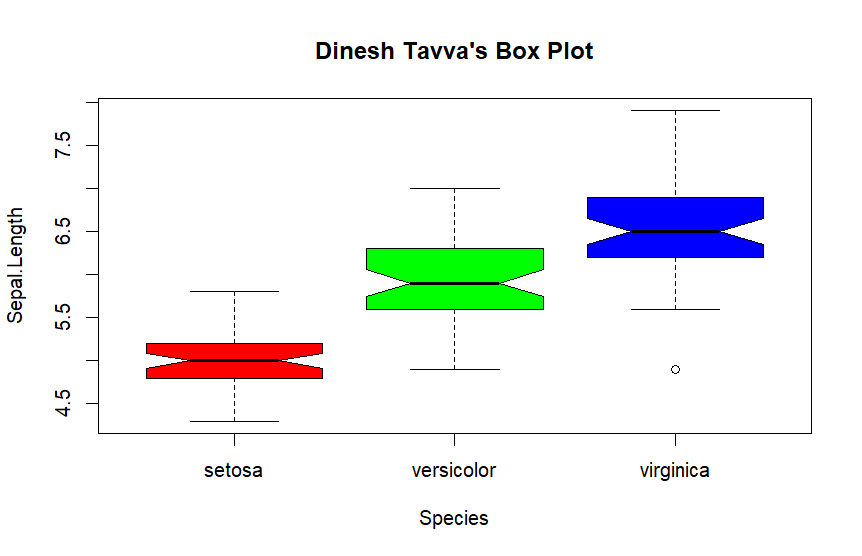 Dinesh Tavva's Box Plot
7.5
6.5
5.5
4.5
Sepal.Length
setosa versicolor virginica
Species